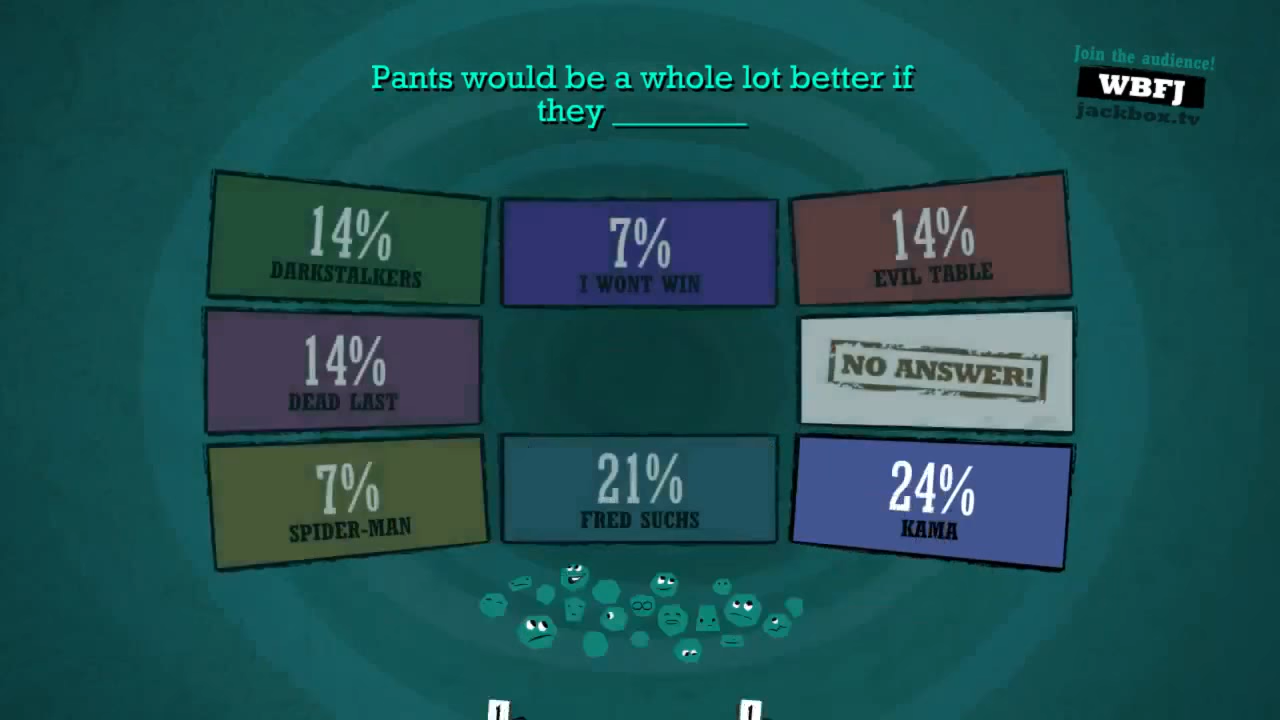 Join the audience!
WBFJ
jackbox.tv
Pants would be a whole lot better if
they _________
14%
DARKSTALKERS
7%
I WONT WIN
14%
EVIL TABLE
14%
DEAD LAST
NO ANSWER!
7%
SPIDER-MAN
21%
FRED SUCHS
24%
KAMA